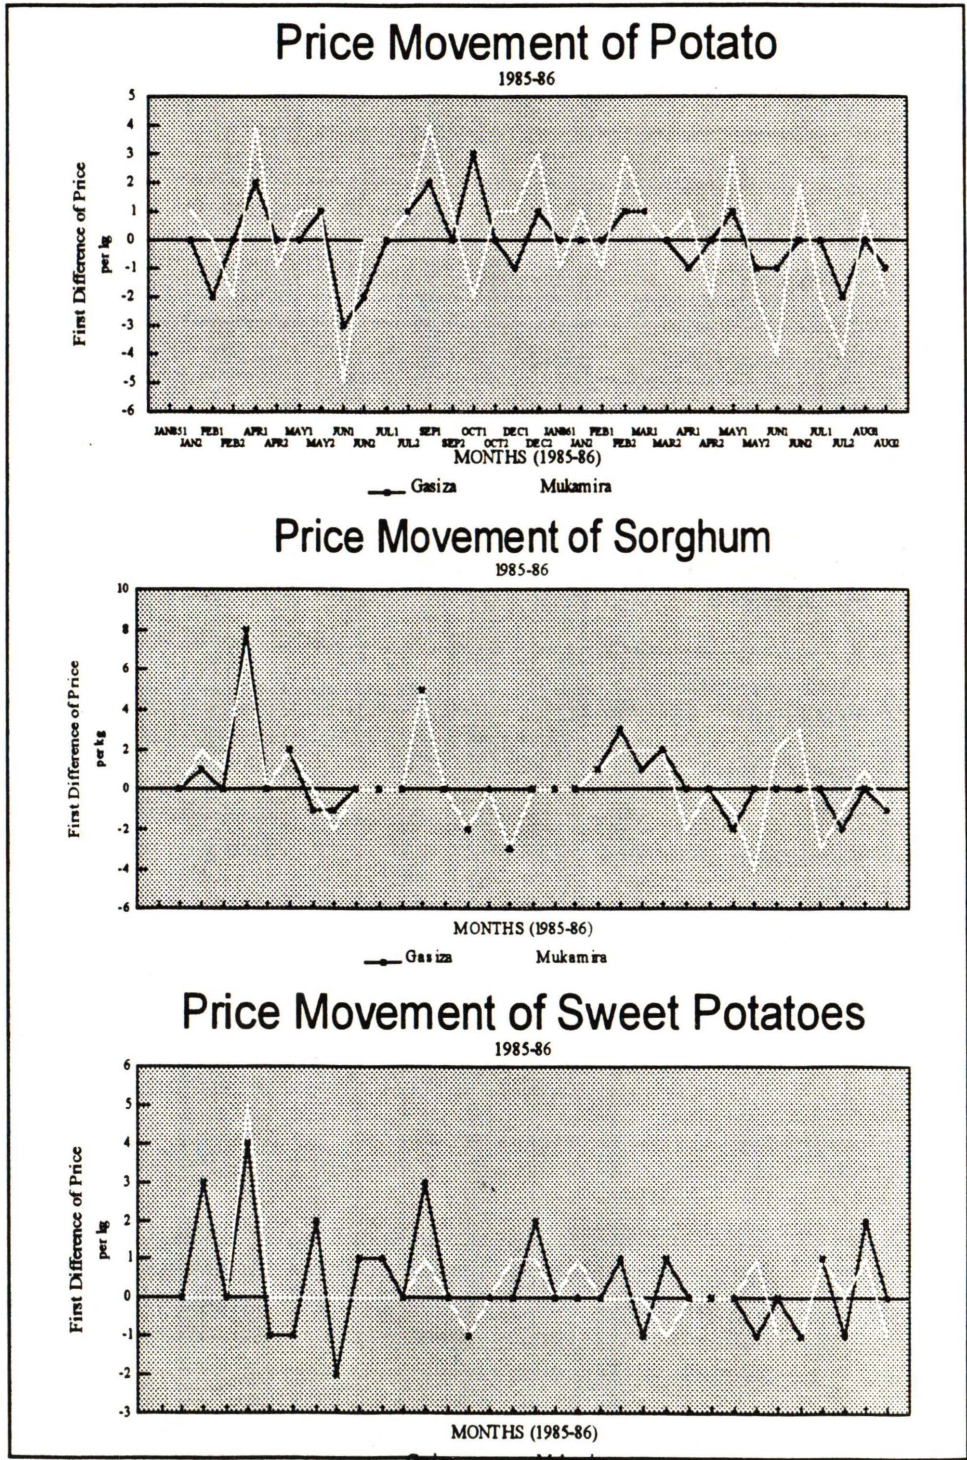 Price Movement of Potato
1985-86
5
4
3
2
1
0
-1
-2
-3
-4
-5
-6
First Difference of Price
per kg
JAN851 FEB1 APR1 MAY1 JUN1 JUL1 SEP1 OCT1 DEC1 JAN861 FEB1 MAR1 APR1 MAY1 JUN1 JUL1 AUG1
JAN2 FEB2 APR2 MAY2 JUN2 JUL2 SEP2 OCT2 DEC2 JAN2 FEB2 MAR2 APR2 MAY2 JUN2 JUL2 AUG2
MONTHS (1985-86)
Gasiza Mukamira
Price Movement of Sorghum
1985-86
10
8
6
4
2
0
-2
-4
-6
First Difference of Price
per kg
MONTHS (1985-86)
Gasiza Mukamira
Price Movement of Sweet Potatoes
1985-86
6
5
4
3
2
1
0
-1
-2
-3
First Difference of Price
per kg
MONTHS (1985-86)